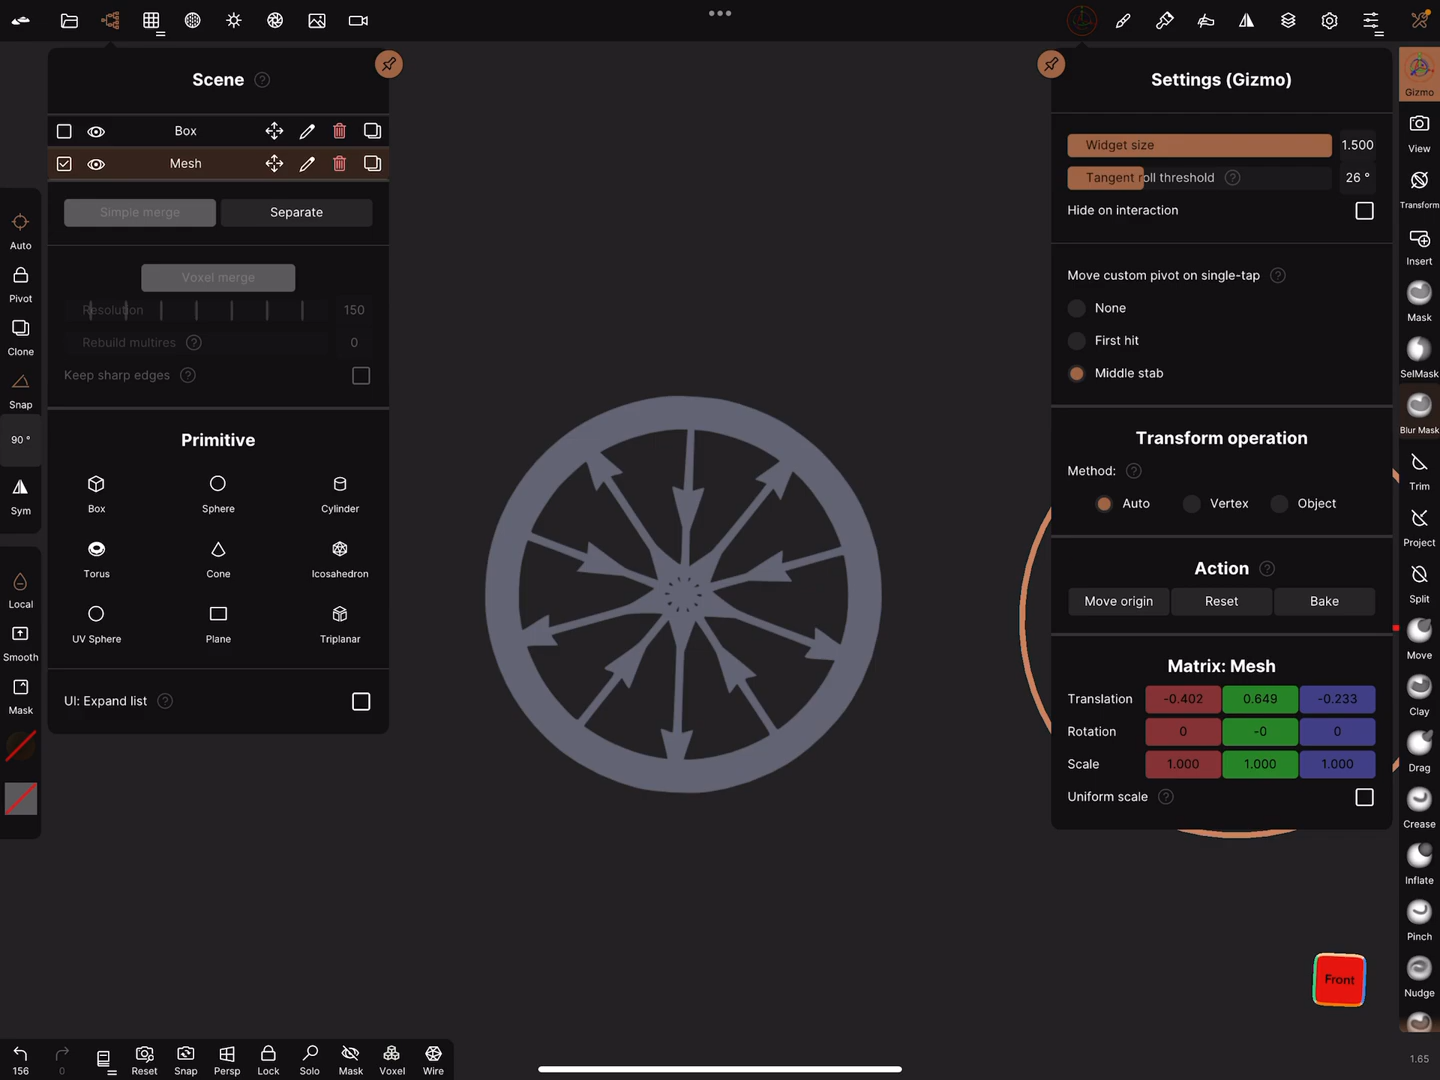 Scene
Box
Mesh
Simple merge
Separate
Voxel merge
Resolution
150
Rebuild multires
0
Keep sharp edges
Primitive
Box
Sphere
Cylinder
Torus
Cone
Icosahedron
UV Sphere
Plane
Triplanar
UI: Expand list
Auto
Pivot
Clone
Snap
90 °
Sym
Local
Smooth
Mask
Settings (Gizmo)
Widget size
1.500
Tangent roll threshold
26 °
Hide on interaction
Move custom pivot on single-tap
None
First hit
Middle stab
Transform operation
Method:
Auto
Vertex
Object
Action
Move origin
Reset
Bake
Matrix: Mesh
Translation
-0.402
0.649
-0.233
Rotation
0
-0
0
Scale
1.000
1.000
1.000
Uniform scale
Gizmo
View
Transform
Insert
Mask
SelMask
Blur Mask
Trim
Project
Split
Move
Clay
Drag
Crease
Inflate
Pinch
Nudge
Front
156
0
Reset
Snap
Persp
Lock
Solo
Mask
Voxel
Wire
1.65